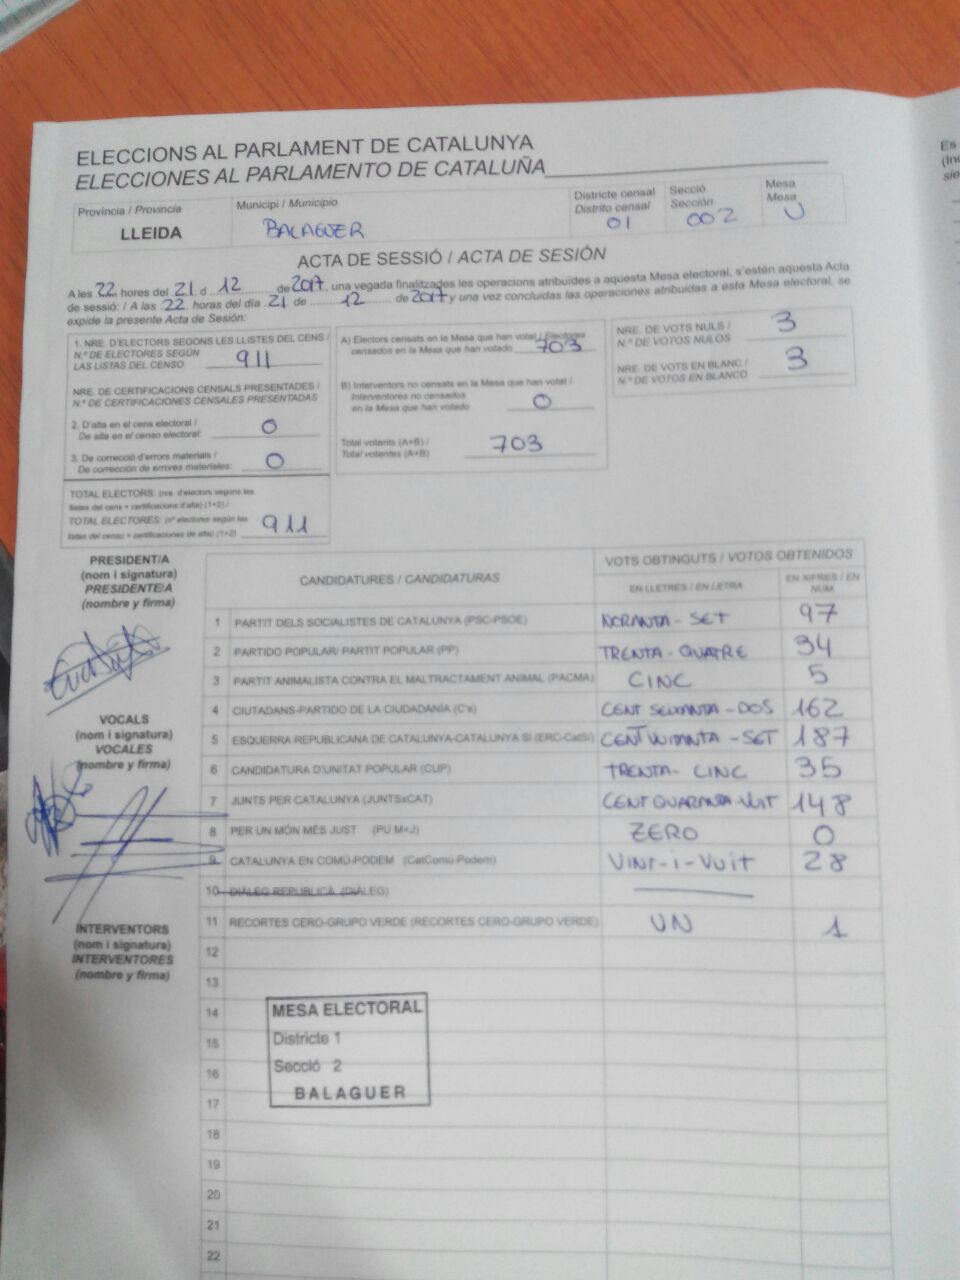 ELECCIONS AL PARLAMENT DE CATALUNYA
ELECCIONES AL PARLAMENTO DE CATALUÑA
Província / Provincia
LLEIDA
Municipi / Municipio
BALAGUER
Districte censal
Distrito censal
01
Secció
Sección
002
Mesa
Mesa
U
ACTA DE SESSIÓ / ACTA DE SESIÓN
A les 22 hores del 21 d 12 de 2017, una vegada finalitzades les operacions atribuïdes a aquesta Mesa electoral, s'estén aquesta Acta
de sessió: / A las 22 horas del día 21 de 12 de 2017 y una vez concluidas las operaciones atribuidas a esta Mesa electoral, se
expide la presente Acta de Sesión:
1. NRE. D'ELECTORS SEGONS LES LLISTES DEL CENS /
N.º DE ELECTORES SEGÚN
LAS LISTAS DEL CENSO 911
NRE. DE CERTIFICACIONS CENSALS PRESENTADES /
N.º DE CERTIFICACIONES CENSALES PRESENTADAS
2. D'alta en el cens electoral /
De alta en el censo electoral: 0
3. De correcció d'errors materials /
De corrección de errores materiales: 0
TOTAL ELECTORS: (nre. d'electors segons les
llistes del cens + certificacions d'alta) (1+2) /
TOTAL ELECTORES: (nº electores según las
listas del censo + certificaciones de alta) (1+2) 911
A) Electors censats en la Mesa que han votat / Electores
censados en la Mesa que han votado 703
B) Interventors no censats en la Mesa que han votat /
Interventores no censados
en la Mesa que han votado 0
Total votants (A+B) /
Total votantes (A+B) 703
NRE. DE VOTS NULS /
N.º DE VOTOS NULOS 3
NRE. DE VOTS EN BLANC /
N.º DE VOTOS EN BLANCO 3
PRESIDENT/A
(nom i signatura)
PRESIDENTE/A
(nombre y firma)
VOCALS
(nom i signatura)
VOCALES
(nombre y firma)
INTERVENTORS
(nom i signatura)
INTERVENTORES
(nombre y firma)
CANDIDATURES / CANDIDATURAS
VOTS OBTINGUTS / VOTOS OBTENIDOS
EN LLETRES / EN LETRA
EN XIFRES / EN NUM.
1 PARTIT DELS SOCIALISTES DE CATALUNYA (PSC-PSOE) NORANTA - SET 97
2 PARTIDO POPULAR/ PARTIT POPULAR (PP) TRENTA - QUATRE 34
3 PARTIT ANIMALISTA CONTRA EL MALTRACTAMENT ANIMAL (PACMA) CINC 5
4 CIUTADANS-PARTIDO DE LA CIUDADANÍA (C's) CENT SEIXANTA - DOS 162
5 ESQUERRA REPUBLICANA DE CATALUNYA-CATALUNYA SÍ (ERC-CatSí) CENT VUITANTA - SET 187
6 CANDIDATURA D'UNITAT POPULAR (CUP) TRENTA - CINC 35
7 JUNTS PER CATALUNYA (JUNTSxCAT) CENT QUARANTA - VUIT 148
8 PER UN MÓN MÉS JUST (PU M+J) ZERO 0
9 CATALUNYA EN COMÚ-PODEM (CatComú-Podem) VINT-I-VUIT 28
10 DIÀLEG REPUBLICÀ (DIÀLEG)
11 RECORTES CERO-GRUPO VERDE (RECORTES CERO-GRUPO VERDE) UN 1
12
13
14
15
16
17
18
19
20
21
22
MESA ELECTORAL
Districte 1
Secció 2
BALAGUER
Es